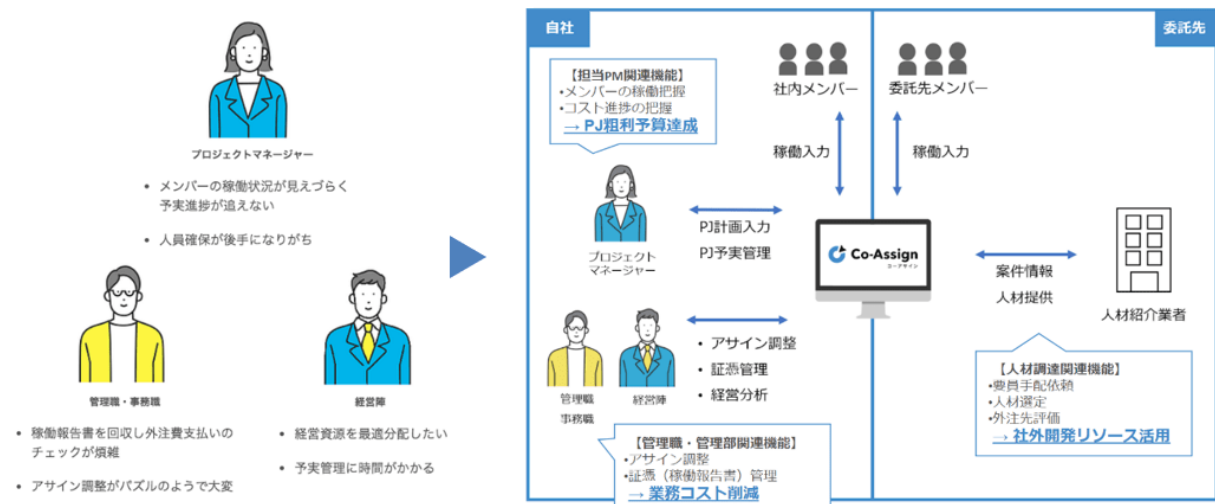 プロジェクトマネージャー
• メンバーの稼働状況が見えづらく
予実進捗が追えない
• 人員確保が後手になりがち
管理職・事務職
• 稼働報告書を回収し外注費支払いの
チェックが煩雑
• アサイン調整がパズルのようで大変
経営陣
• 経営資源を最適分配したい
• 予実管理に時間がかかる
自社
委託先
【担当PM関連機能】
•メンバーの稼働把握
•コスト進捗の把握
→ PJ粗利予算達成
社内メンバー
委託先メンバー
稼働入力
稼働入力
プロジェクト
マネージャー
PJ計画入力
PJ予実管理
Co-Assign
コーアサイン
案件情報
人材提供
人材紹介業者
管理職
事務職
経営陣
• アサイン調整
• 証憑管理
• 経営分析
【管理職・管理部関連機能】
•アサイン調整
•証憑（稼働報告書）管理
→ 業務コスト削減
【人材調達関連機能】
•要員手配依頼
•人材選定
•外注先評価
→ 社外開発リソース活用